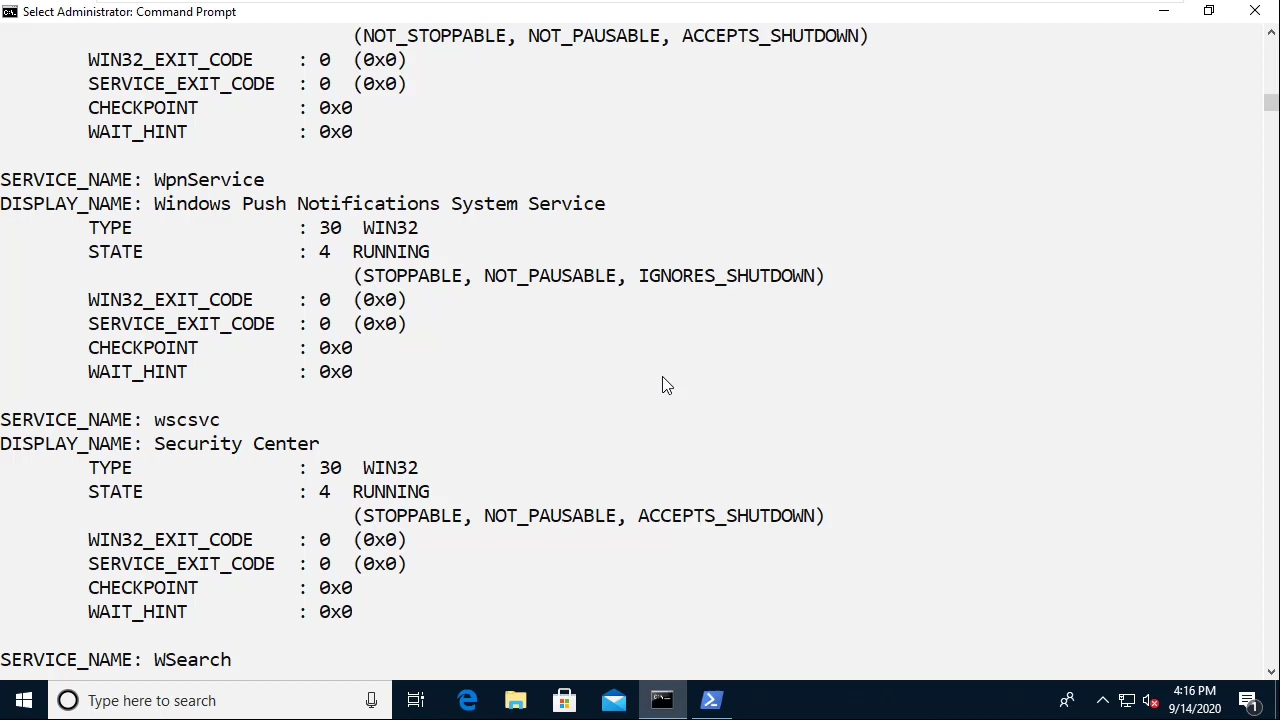 Select Administrator: Command Prompt
(NOT_STOPPABLE, NOT_PAUSABLE, ACCEPTS_SHUTDOWN)
WIN32_EXIT_CODE : 0 (0x0)
SERVICE_EXIT_CODE : 0 (0x0)
CHECKPOINT : 0x0
WAIT_HINT : 0x0
SERVICE_NAME: WpnService
DISPLAY_NAME: Windows Push Notifications System Service
TYPE : 30 WIN32
STATE : 4 RUNNING
(STOPPABLE, NOT_PAUSABLE, IGNORES_SHUTDOWN)
WIN32_EXIT_CODE : 0 (0x0)
SERVICE_EXIT_CODE : 0 (0x0)
CHECKPOINT : 0x0
WAIT_HINT : 0x0
SERVICE_NAME: wscsvc
DISPLAY_NAME: Security Center
TYPE : 30 WIN32
STATE : 4 RUNNING
(STOPPABLE, NOT_PAUSABLE, ACCEPTS_SHUTDOWN)
WIN32_EXIT_CODE : 0 (0x0)
SERVICE_EXIT_CODE : 0 (0x0)
CHECKPOINT : 0x0
WAIT_HINT : 0x0
SERVICE_NAME: WSearch
Type here to search
4:16 PM
9/14/2020
1